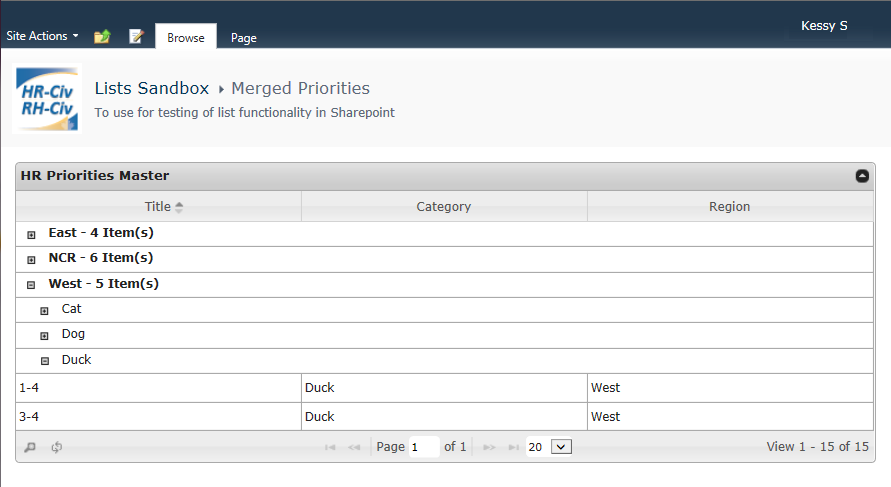 Site Actions Browse Page Kessy S
HR-Civ
RH-Civ
Lists Sandbox Merged Priorities
To use for testing of list functionality in Sharepoint
HR Priorities Master
Title Category Region
East - 4 Item(s)
NCR - 6 Item(s)
West - 5 Item(s)
Cat
Dog
Duck
1-4 Duck West
3-4 Duck West
Page 1 of 1 20 View 1 - 15 of 15